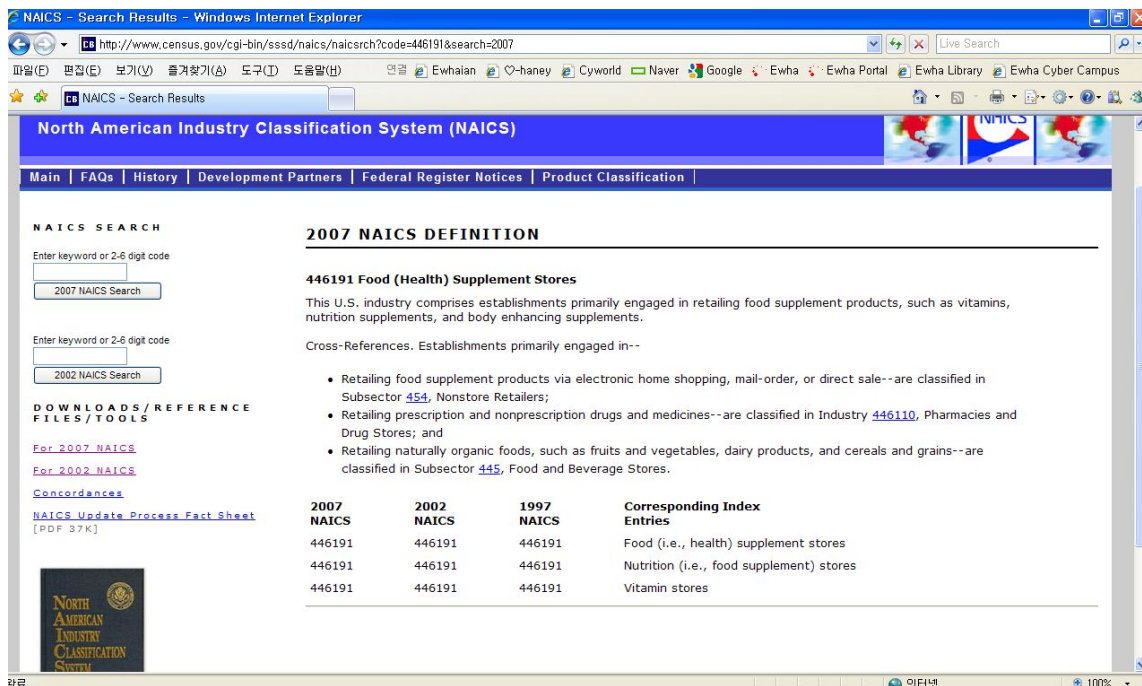 NAICS - Search Results - Windows Internet Explorer
http://www.census.gov/cgi-bin/sssd/naics/naicsrch?code=446191&search=2007
Live Search
파일(F) 편집(E) 보기(V) 즐겨찾기(A) 도구(T) 도움말(H) 연결 Ewhaian ♡-haney Cyworld Naver Google Ewha Ewha Portal Ewha Library Ewha Cyber Campus
NAICS - Search Results
North American Industry Classification System (NAICS)
NAICS
Main | FAQs | History | Development Partners | Federal Register Notices | Product Classification |
NAICS SEARCH
Enter keyword or 2-6 digit code
2007 NAICS Search
Enter keyword or 2-6 digit code
2002 NAICS Search
DOWNLOADS/REFERENCE
FILES/TOOLS
For 2007 NAICS
For 2002 NAICS
Concordances
NAICS Update Process Fact Sheet
[PDF 37K]
NORTH
AMERICAN
INDUSTRY
CLASSIFICATION
SYSTEM
2007 NAICS DEFINITION
446191 Food (Health) Supplement Stores
This U.S. industry comprises establishments primarily engaged in retailing food supplement products, such as vitamins,
nutrition supplements, and body enhancing supplements.
Cross-References. Establishments primarily engaged in--
• Retailing food supplement products via electronic home shopping, mail-order, or direct sale--are classified in
Subsector 454, Nonstore Retailers;
• Retailing prescription and nonprescription drugs and medicines--are classified in Industry 446110, Pharmacies and
Drug Stores; and
• Retailing naturally organic foods, such as fruits and vegetables, dairy products, and cereals and grains--are
classified in Subsector 445, Food and Beverage Stores.
2007 2002 1997 Corresponding Index
NAICS NAICS NAICS Entries
446191 446191 446191 Food (i.e., health) supplement stores
446191 446191 446191 Nutrition (i.e., food supplement) stores
446191 446191 446191 Vitamin stores
완료 인터넷 100%